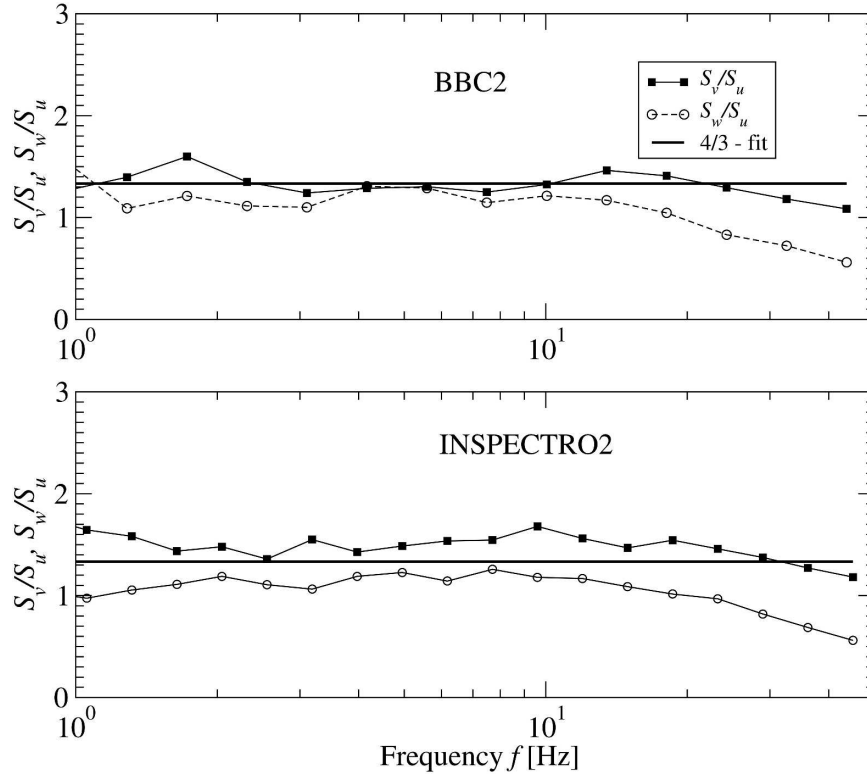 3
2
1
0
S_v/S_u, S_w/S_u
BBC2
S_v/S_u
S_w/S_u
4/3 - fit
10^0
10^1
3
2
1
0
S_v/S_u, S_w/S_u
INSPECTRO2
10^0
10^1
Frequency f [Hz]